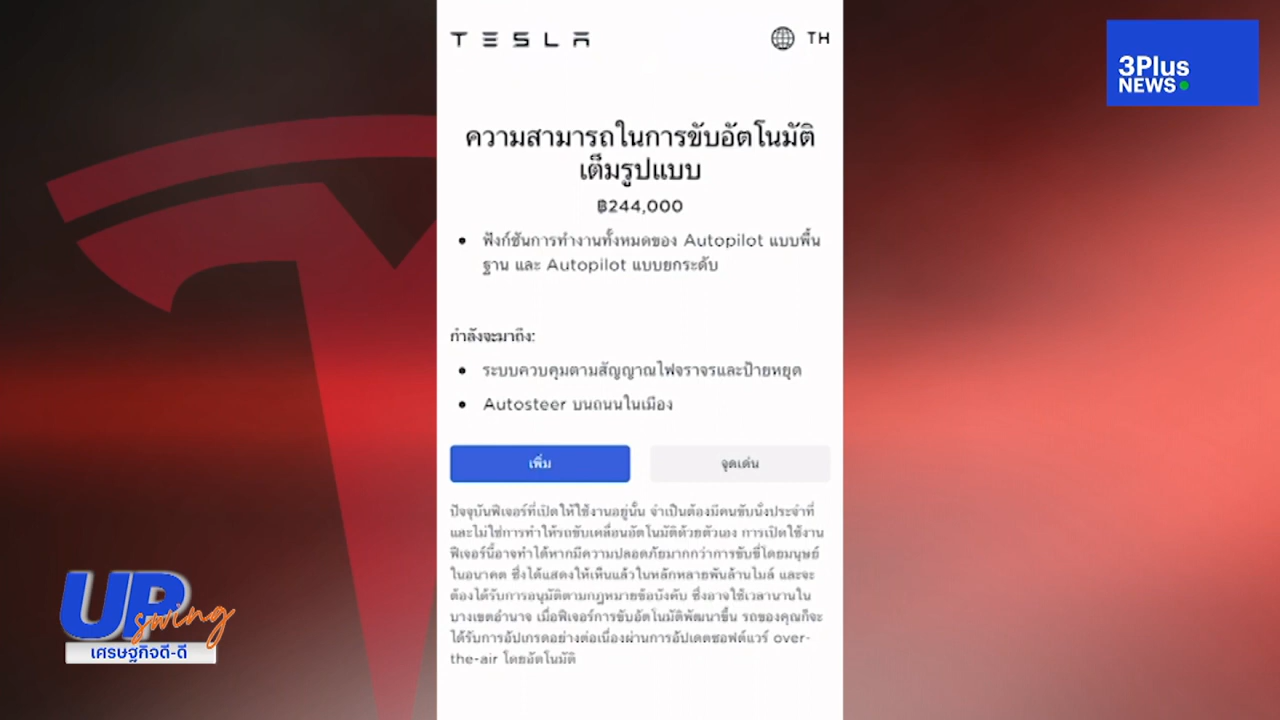 TESLA
TH
3Plus
NEWS
ความสามารถในการขับอัตโนมัติ
เต็มรูปแบบ
฿244,000
• ฟังก์ชันการทำงานทั้งหมดของ Autopilot แบบพื้น
ฐาน และ Autopilot แบบยกระดับ
กำลังจะมาถึง:
• ระบบควบคุมตามสัญญาณไฟจราจรและป้ายหยุด
• Autosteer บนถนนในเมือง
เพิ่ม
จุดเด่น
ปัจจุบันฟีเจอร์ที่เปิดให้ใช้งานอยู่นั้น จำเป็นต้องมีคนขับนั่งประจำที่
และไม่ใช่การทำให้รถขับเคลื่อนอัตโนมัติด้วยตัวเอง การเปิดใช้งาน
ฟีเจอร์นี้อาจทำได้หากมีความปลอดภัยมากกว่าการขับขี่โดยมนุษย์
ในอนาคต ซึ่งได้แสดงให้เห็นแล้วในหลักหลายพันล้านไมล์ และจะ
ต้องได้รับการอนุมัติตามกฎหมายข้อบังคับ ซึ่งอาจใช้เวลานานใน
บางเขตอำนาจ เมื่อฟีเจอร์การขับอัตโนมัติพัฒนาขึ้น รถของคุณก็จะ
ได้รับการอัปเกรดอย่างต่อเนื่องผ่านการอัปเดตซอฟต์แวร์ over-
the-air โดยอัตโนมัติ
UP
swing
เศรษฐกิจดี-ดี